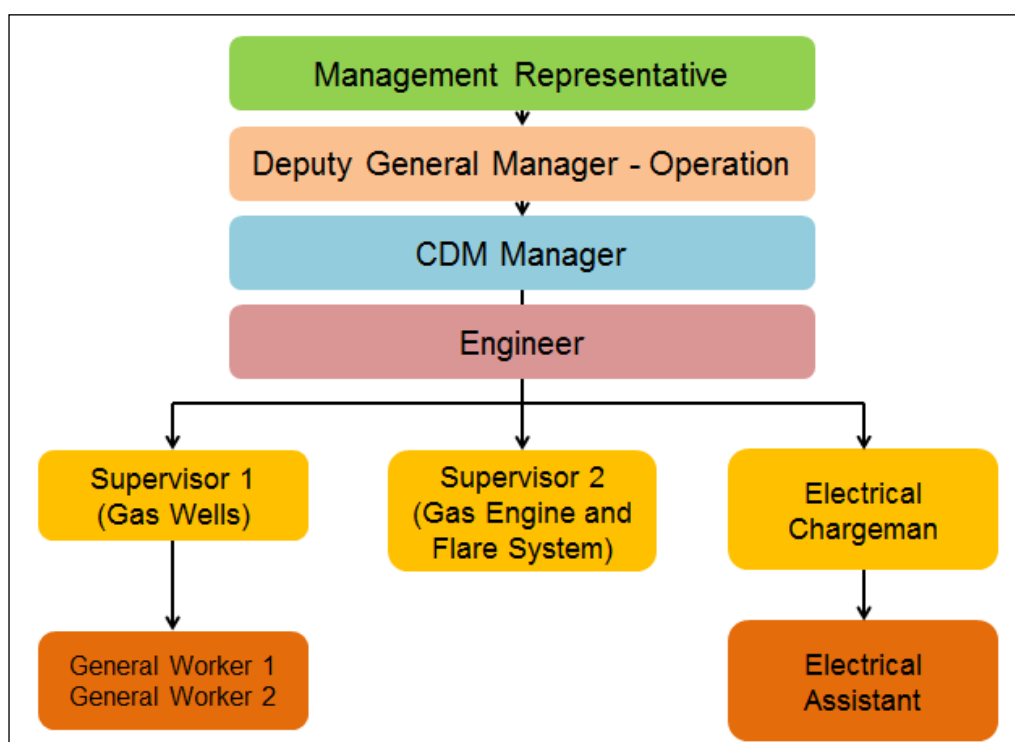 Management Representative
Deputy General Manager - Operation
CDM Manager
Engineer
Supervisor 1
(Gas Wells)
Supervisor 2
(Gas Engine and
Flare System)
Electrical
Chargeman
General Worker 1
General Worker 2
Electrical
Assistant